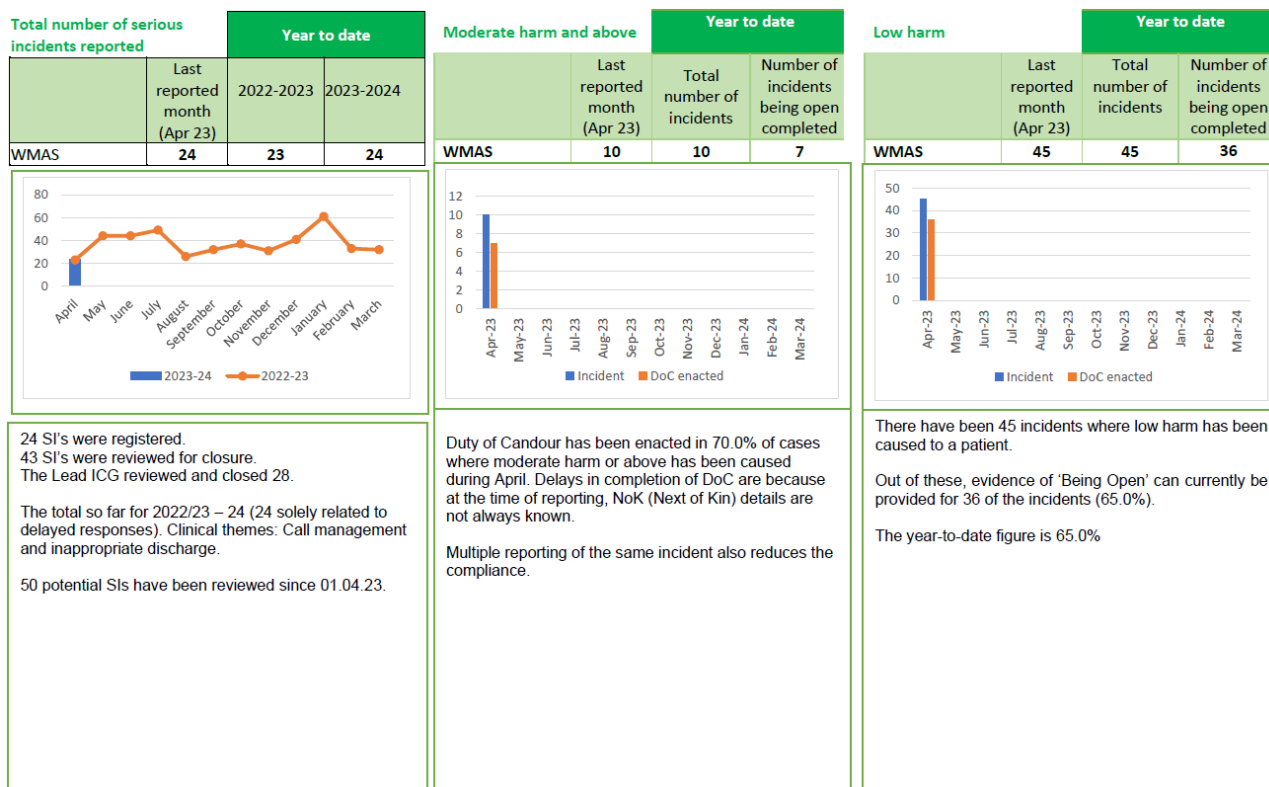 Total number of serious
incidents reported
Year to date
Last
reported
month
(Apr 23)
2022-2023
2023-2024
WMAS
24
23
24
80
60
40
20
0
April
May
June
July
August
September
October
November
December
January
February
March
2023-24
2022-23
24 SI's were registered.
43 SI's were reviewed for closure.
The Lead ICG reviewed and closed 28.
The total so far for 2022/23 – 24 (24 solely related to
delayed responses). Clinical themes: Call management
and inappropriate discharge.
50 potential SIs have been reviewed since 01.04.23.
Moderate harm and above
Year to date
Last
reported
month
(Apr 23)
Total
number of
incidents
Number of
incidents
being open
completed
WMAS
10
10
7
12
10
8
6
4
2
0
Apr-23
May-23
Jun-23
Jul-23
Aug-23
Sep-23
Oct-23
Nov-23
Dec-23
Jan-24
Feb-24
Mar-24
Incident
DoC enacted
Duty of Candour has been enacted in 70.0% of cases
where moderate harm or above has been caused
during April. Delays in completion of DoC are because
at the time of reporting, NoK (Next of Kin) details are
not always known.
Multiple reporting of the same incident also reduces the
compliance.
Low harm
Year to date
Last
reported
month
(Apr 23)
Total
number of
incidents
Number of
incidents
being open
completed
WMAS
45
45
36
50
40
30
20
10
0
Apr-23
May-23
Jun-23
Jul-23
Aug-23
Sep-23
Oct-23
Nov-23
Dec-23
Jan-24
Feb-24
Mar-24
Incident
DoC enacted
There have been 45 incidents where low harm has been
caused to a patient.
Out of these, evidence of 'Being Open' can currently be
provided for 36 of the incidents (65.0%).
The year-to-date figure is 65.0%